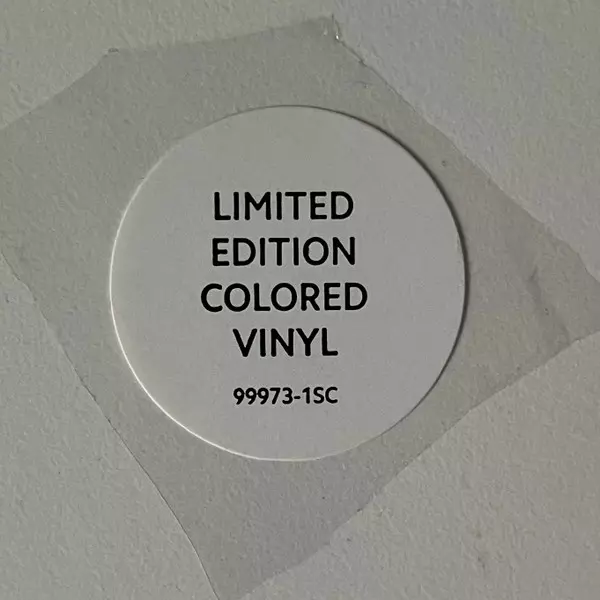 LIMITED
EDITION
COLORED
VINYL
99973-1SC